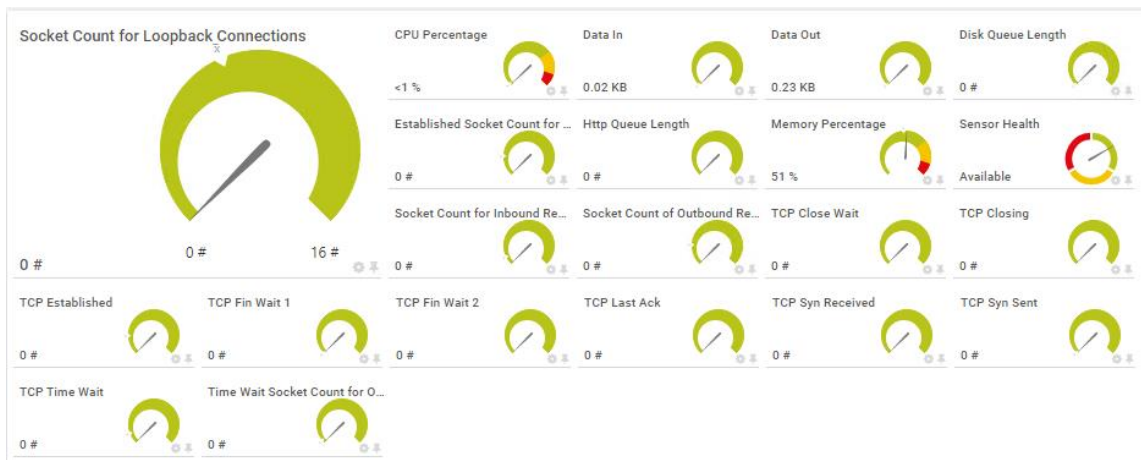 Socket Count for Loopback Connections
x̄
0 #
16 #
0 #
CPU Percentage
<1 %
Data In
0.02 KB
Data Out
0.23 KB
Disk Queue Length
0 #
Established Socket Count for ...
0 #
Http Queue Length
0 #
Memory Percentage
51 %
Sensor Health
Available
Socket Count for Inbound Re...
0 #
Socket Count of Outbound Re...
0 #
TCP Close Wait
0 #
TCP Closing
0 #
TCP Established
0 #
TCP Fin Wait 1
0 #
TCP Fin Wait 2
0 #
TCP Last Ack
0 #
TCP Syn Received
0 #
TCP Syn Sent
0 #
TCP Time Wait
0 #
Time Wait Socket Count for O...
0 #